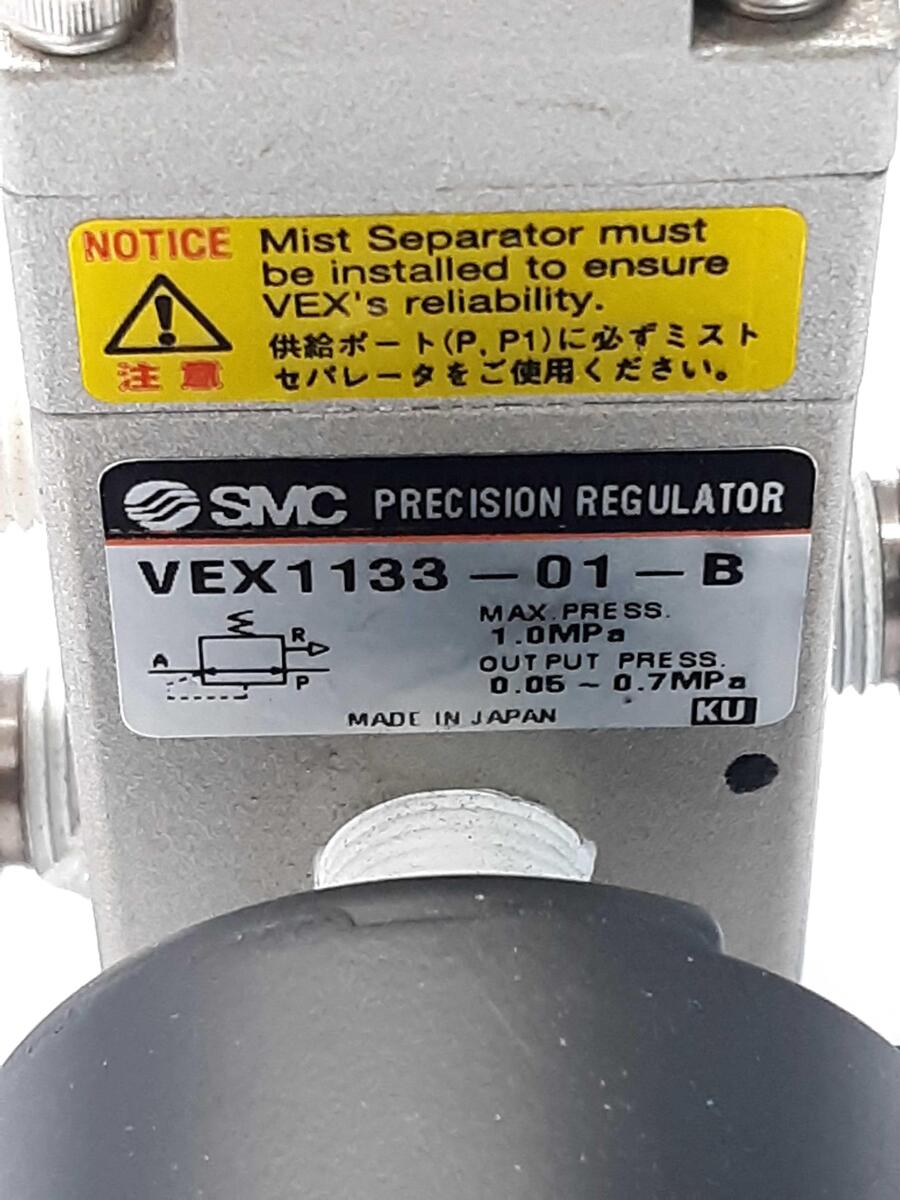 NOTICE
Mist Separator must
be installed to ensure
VEX's reliability.
注意
供給ポート(P, P1)に必ずミスト
セパレータをご使用ください。
SMC PRECISION REGULATOR
VEX1133-01-B
MAX.PRESS.
1.0MPa
OUTPUT PRESS.
0.05~0.7MPa
A
R
P
MADE IN JAPAN
KU